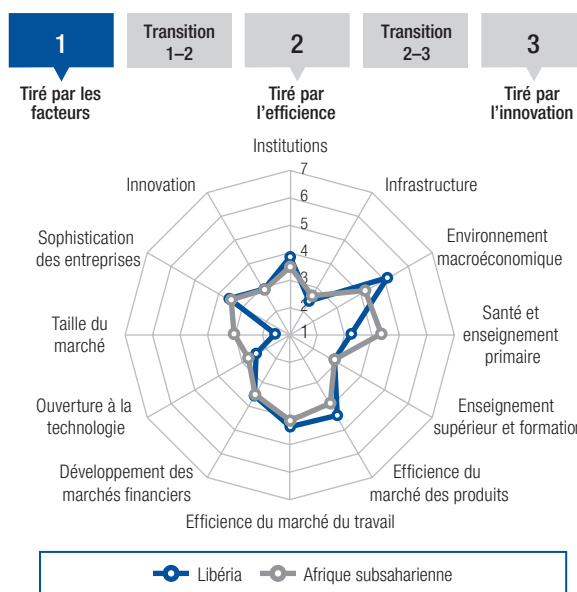 1
Transition
1–2
2
Transition
2–3
3
Tiré par les
facteurs
Tiré par
l'efficience
Tiré par
l'innovation
Institutions
Infrastructure
Environnement
macroéconomique
Santé et
enseignement
primaire
Enseignement
supérieur et formation
Efficience du
marché des produits
Efficience du marché du travail
Développement des
marchés financiers
Ouverture à la
technologie
Taille du
marché
Sophistication
des entreprises
Innovation
7
6
5
4
3
2
1
Libéria
Afrique subsaharienne